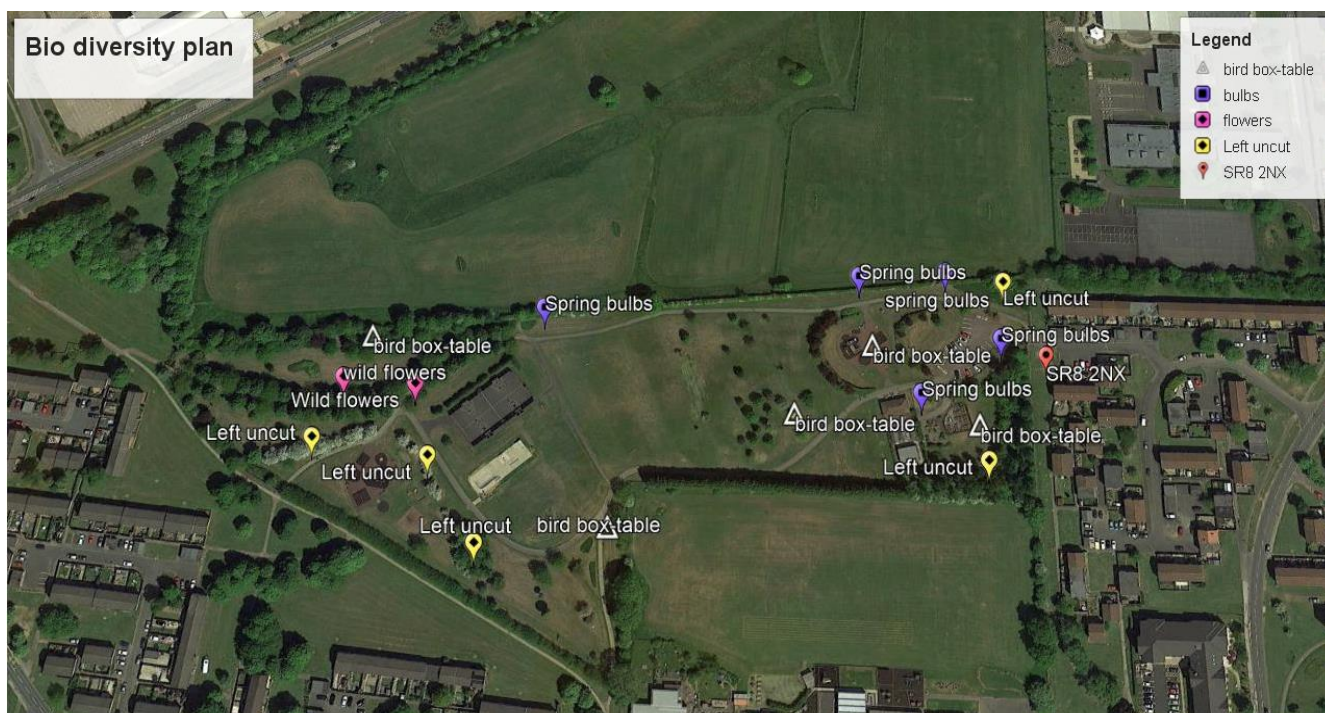 Bio diversity plan
Legend
bird box-table
bulbs
flowers
Left uncut
SR8 2NX
Spring bulbs
spring bulbs
Left uncut
Spring bulbs
bird box-table
Spring bulbs
bird box-table
SR8 2NX
wild flowers
Wild flowers
Spring bulbs
bird box-table
bird box-table
Left uncut
Left uncut
Left uncut
Left uncut
bird box-table